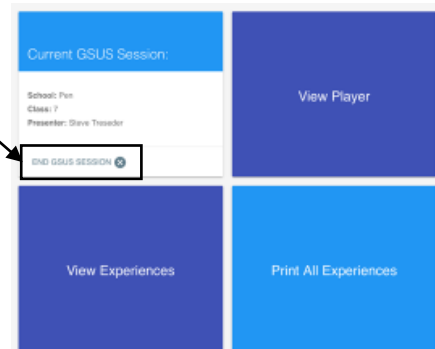 Current GSUS Session:
School: Pen
Class: 7
Presenter: Steve Treseder
END GSUS SESSION
View Player
View Experiences
Print All Experiences